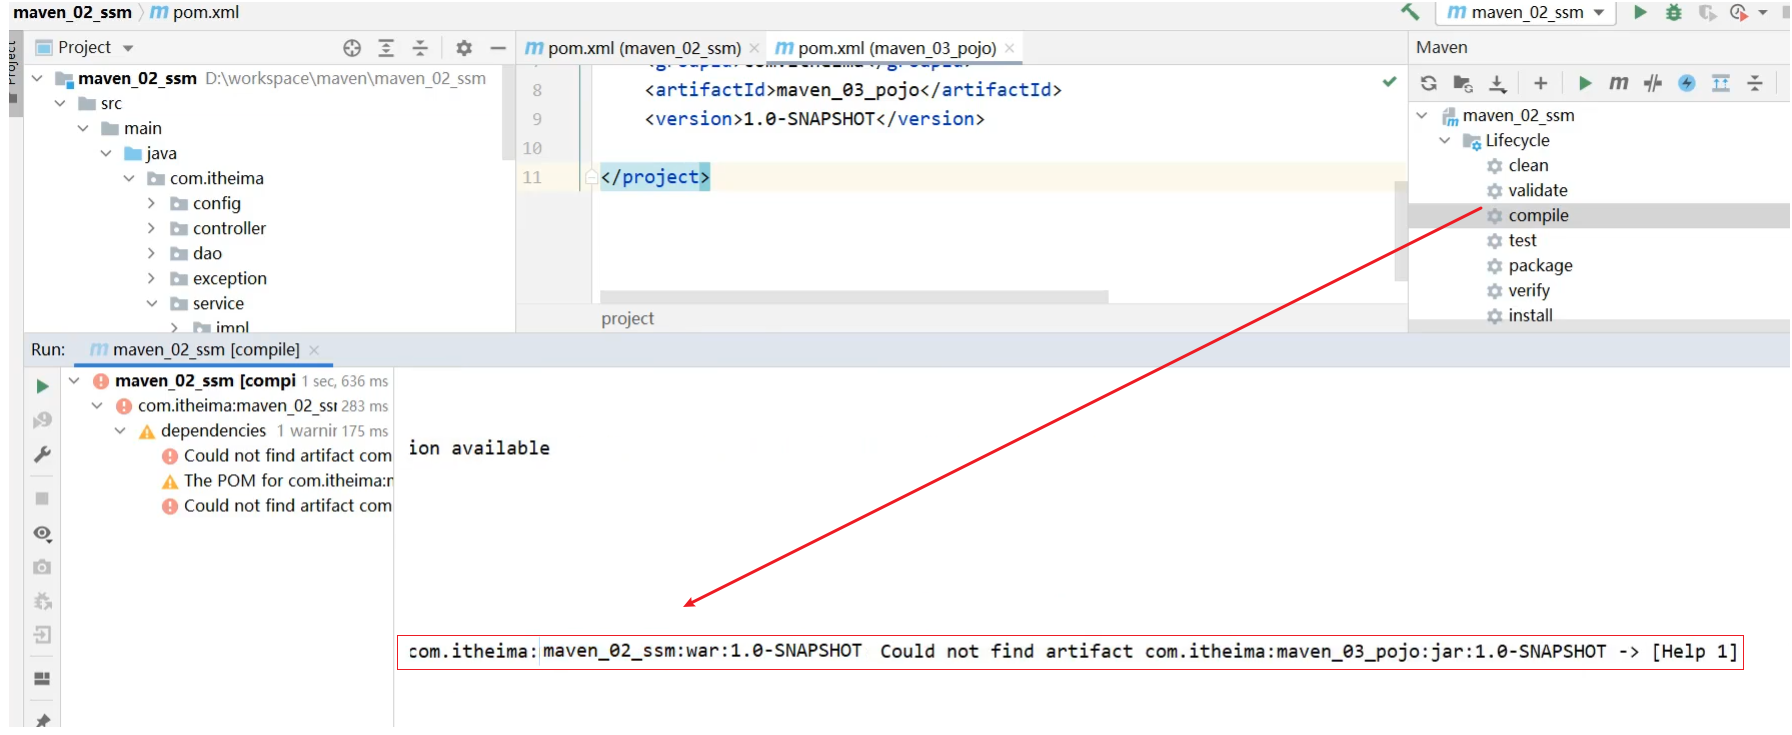 maven_02_ssm pom.xml
maven_02_ssm
Project
Project
pom.xml (maven_02_ssm)
pom.xml (maven_03_pojo)
Maven
maven_02_ssm D:\workspace\maven\maven_02_ssm
src
main
java
com.itheima
config
controller
dao
exception
service
impl
<groupId>com.itheima</groupId>
8 <artifactId>maven_03_pojo</artifactId>
9 <version>1.0-SNAPSHOT</version>
10
11 </project>
project
maven_02_ssm
Lifecycle
clean
validate
compile
test
package
verify
install
Run: maven_02_ssm [compile]
maven_02_ssm [compi 1 sec, 636 ms
com.itheima:maven_02_ssr 283 ms
dependencies 1 warnir 175 ms
Could not find artifact com
The POM for com.itheima:r
Could not find artifact com
ion available
com.itheima:maven_02_ssm:war:1.0-SNAPSHOT Could not find artifact com.itheima:maven_03_pojo:jar:1.0-SNAPSHOT -> [Help 1]